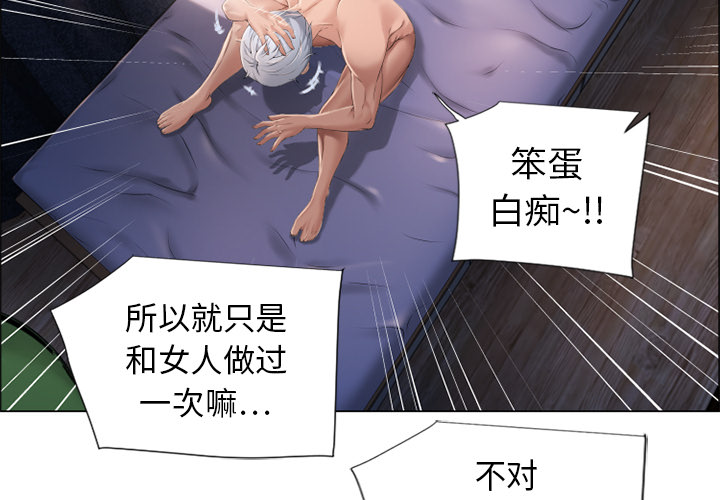 笨蛋
白痴~!!
所以就只是
和女人做过
一次嘛...
不对